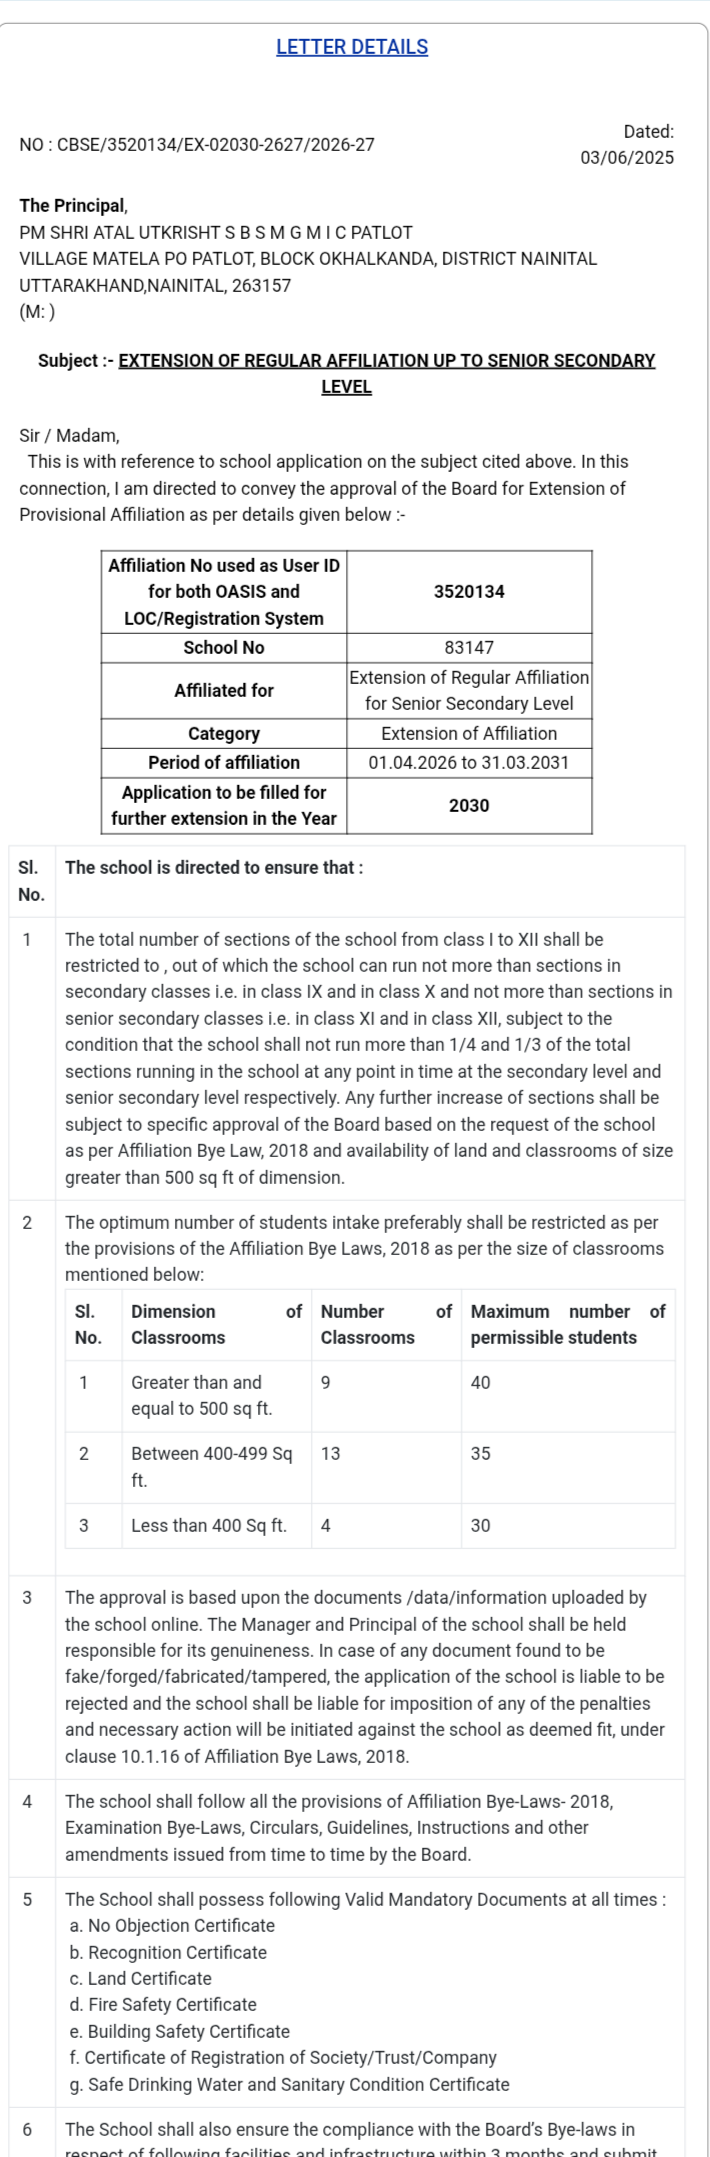 LETTER DETAILS
NO : CBSE/3520134/EX-02030-2627/2026-27
Dated:
03/06/2025
The Principal,
PM SHRI ATAL UTKRISHT S B S M G M I C PATLOT
VILLAGE MATELA PO PATLOT, BLOCK OKHALKANDA, DISTRICT NAINITAL
UTTARAKHAND,NAINITAL, 263157
(M: )
Subject :- EXTENSION OF REGULAR AFFILIATION UP TO SENIOR SECONDARY
LEVEL
Sir / Madam,
This is with reference to school application on the subject cited above. In this
connection, I am directed to convey the approval of the Board for Extension of
Provisional Affiliation as per details given below :-
Affiliation No used as User ID
for both OASIS and
LOC/Registration System
3520134
School No
83147
Affiliated for
Extension of Regular Affiliation
for Senior Secondary Level
Category
Extension of Affiliation
Period of affiliation
01.04.2026 to 31.03.2031
Application to be filled for
further extension in the Year
2030
Sl.
No.
The school is directed to ensure that :
1
The total number of sections of the school from class I to XII shall be
restricted to , out of which the school can run not more than sections in
secondary classes i.e. in class IX and in class X and not more than sections in
senior secondary classes i.e. in class XI and in class XII, subject to the
condition that the school shall not run more than 1/4 and 1/3 of the total
sections running in the school at any point in time at the secondary level and
senior secondary level respectively. Any further increase of sections shall be
subject to specific approval of the Board based on the request of the school
as per Affiliation Bye Law, 2018 and availability of land and classrooms of size
greater than 500 sq ft of dimension.
2
The optimum number of students intake preferably shall be restricted as per
the provisions of the Affiliation Bye Laws, 2018 as per the size of classrooms
mentioned below:
Sl.
No.
Dimension of
Classrooms
Number of
Classrooms
Maximum number of
permissible students
1
Greater than and
equal to 500 sq ft.
9
40
2
Between 400-499 Sq
ft.
13
35
3
Less than 400 Sq ft.
4
30
3
The approval is based upon the documents /data/information uploaded by
the school online. The Manager and Principal of the school shall be held
responsible for its genuineness. In case of any document found to be
fake/forged/fabricated/tampered, the application of the school is liable to be
rejected and the school shall be liable for imposition of any of the penalties
and necessary action will be initiated against the school as deemed fit, under
clause 10.1.16 of Affiliation Bye Laws, 2018.
4
The school shall follow all the provisions of Affiliation Bye-Laws- 2018,
Examination Bye-Laws, Circulars, Guidelines, Instructions and other
amendments issued from time to time by the Board.
5
The School shall possess following Valid Mandatory Documents at all times :
a. No Objection Certificate
b. Recognition Certificate
c. Land Certificate
d. Fire Safety Certificate
e. Building Safety Certificate
f. Certificate of Registration of Society/Trust/Company
g. Safe Drinking Water and Sanitary Condition Certificate
6
The School shall also ensure the compliance with the Board's Bye-laws in
respect of following facilities and infrastructure within 3 months and submit